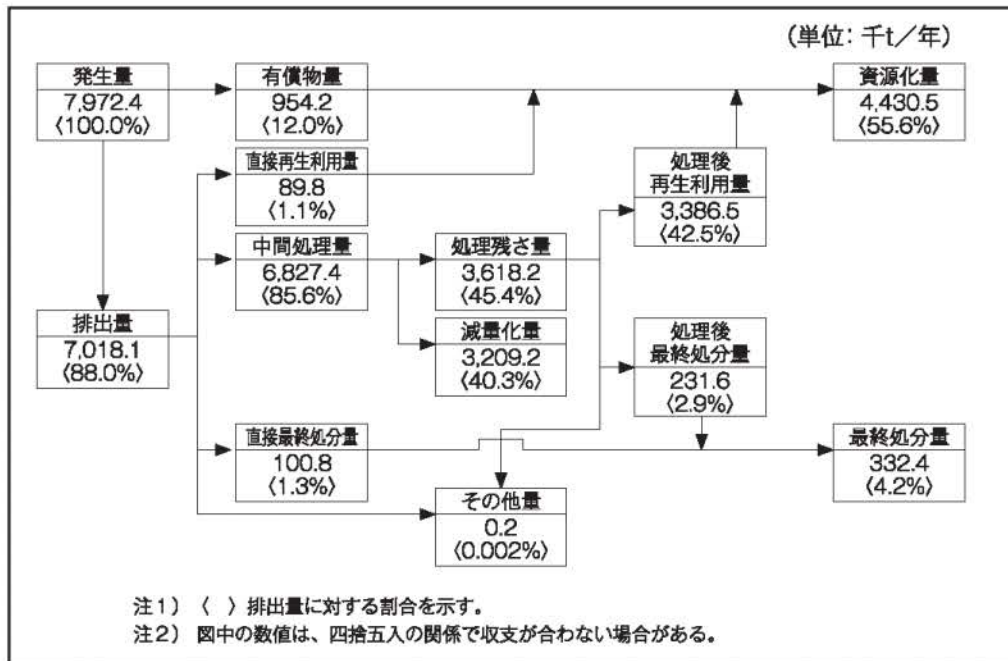 (単位: 千t/年)
発生量
7,972.4
〈100.0%〉
有償物量
954.2
〈12.0%〉
資源化量
4,430.5
〈55.6%〉
直接再生利用量
89.8
〈1.1%〉
処理後
再生利用量
3,386.5
〈42.5%〉
中間処理量
6,827.4
〈85.6%〉
処理残さ量
3,618.2
〈45.4%〉
排出量
7,018.1
〈88.0%〉
減量化量
3,209.2
〈40.3%〉
処理後
最終処分量
231.6
〈2.9%〉
直接最終処分量
100.8
〈1.3%〉
最終処分量
332.4
〈4.2%〉
その他量
0.2
〈0.002%〉
注1) 〈 〉排出量に対する割合を示す。
注2) 図中の数値は、四捨五入の関係で収支が合わない場合がある。